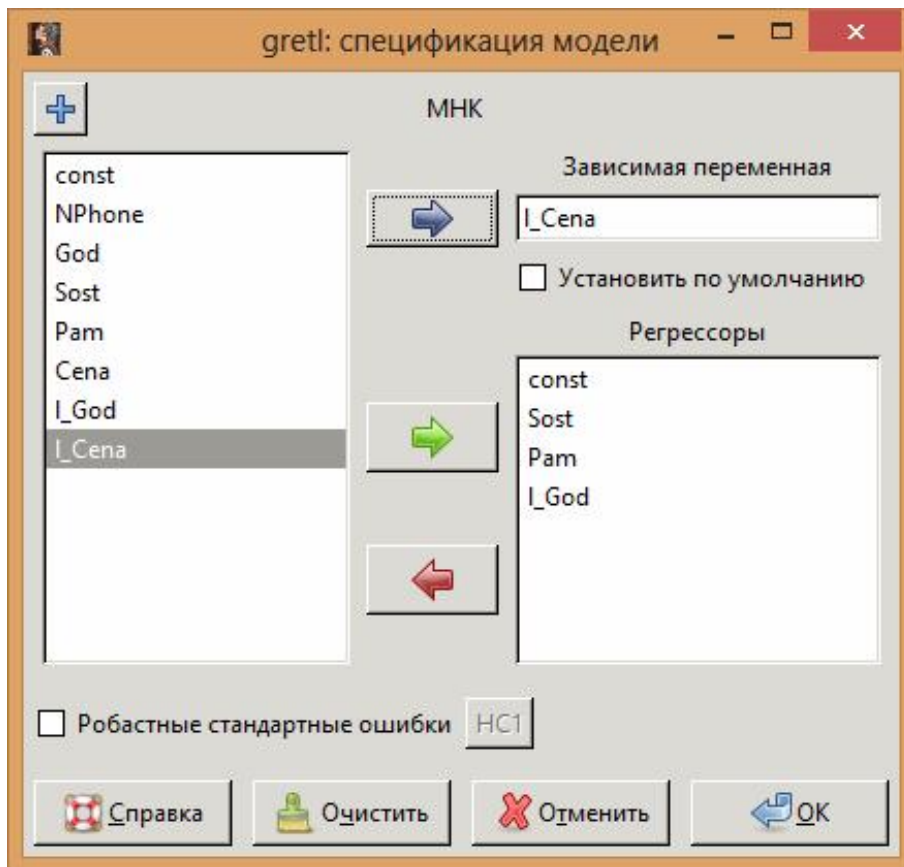 gretl: спецификация модели
МНК
const
NPhone
God
Sost
Pam
Cena
l_God
l_Cena
Зависимая переменная
l_Cena
Установить по умолчанию
Регрессоры
const
Sost
Pam
l_God
Робастные стандартные ошибки
HC1
Справка
Очистить
Отменить
OK